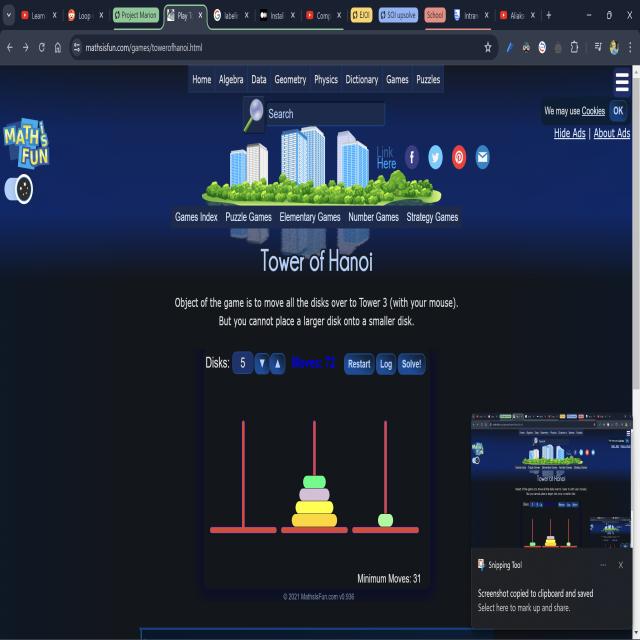 Learn
Loop
Project Marion
Play T
labeli
Instal
Comp
EJOI
SOI upsolve
School
Intran
Aliaks
mathsisfun.com/games/towerofhanoi.html
Home Algebra Data Geometry Physics Dictionary Games Puzzles
Search
We may use Cookies OK
Hide Ads | About Ads
MATH'S FUN
Link Here
Games Index Puzzle Games Elementary Games Number Games Strategy Games
Tower of Hanoi
Object of the game is to move all the disks over to Tower 3 (with your mouse).
But you cannot place a larger disk onto a smaller disk.
Disks: 5 ▼ ▲ Moves: 72 Restart Log Solve!
Minimum Moves: 31
© 2021 MathsIsFun.com v0.936
Snipping Tool
Screenshot copied to clipboard and saved
Select here to mark up and share.